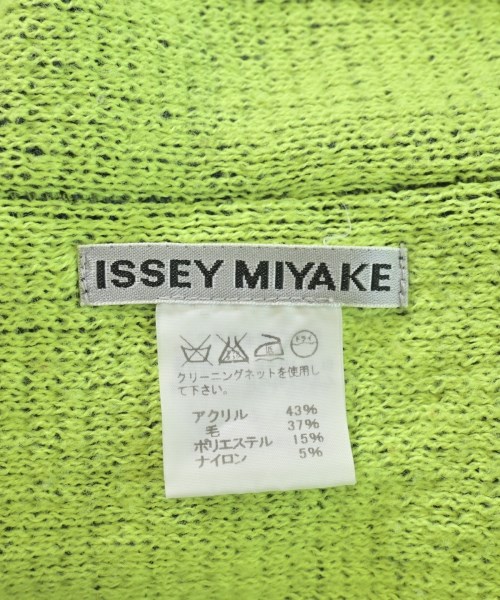 ISSEY MIYAKE
ドライ
クリーニングネットを使用し
て下さい。
アクリル 43%
毛 37%
ポリエステル 15%
ナイロン 5%